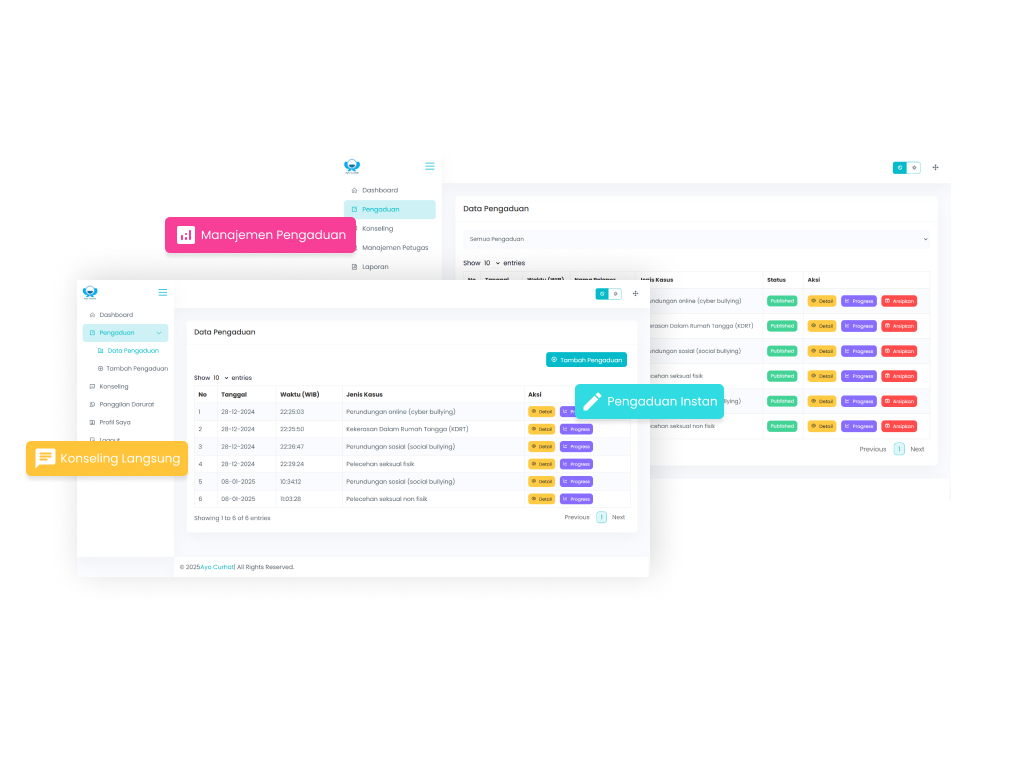 Dashboard
Pengaduan
Konseling
Manajemen Petugas
Laporan
Manajemen Pengaduan
Data Pengaduan
Semua Pengaduan
Show 10 entries
Jenis Kasus Status Aksi
online (cyber bullying) Published Detail Progress Arsipkan
Dalam Rumah Tangga (KDRT) Published Detail Progress Arsipkan
sosial (social bullying) Published Detail Progress Arsipkan
seksual fisik Published Detail Progress Arsipkan
Published Detail Progress Arsipkan
seksual non fisik Published Detail Progress Arsipkan
Previous 1 Next
Dashboard
Pengaduan
Data Pengaduan
Tambah Pengaduan
Konseling
Panggilan Darurat
Profil Saya
Logout
Konseling Langsung
Data Pengaduan
Tambah Pengaduan
Show 10 entries
No Tanggal Waktu (WIB) Jenis Kasus Aksi
1 28-12-2024 22:25:03 Perundungan online (cyber bullying) Detail
2 28-12-2024 22:25:50 Kekerasan Dalam Rumah Tangga (KDRT) Detail Progress
3 28-12-2024 22:26:47 Perundungan sosial (social bullying) Detail Progress
4 28-12-2024 22:29:24 Pelecehan seksual fisik Detail Progress
5 08-01-2025 10:34:12 Perundungan sosial (social bullying) Detail Progress
6 08-01-2025 11:03:28 Pelecehan seksual non fisik Detail Progress
Showing 1 to 6 of 6 entries
Previous 1 Next
© 2025Ayo Curhat! All Rights Reserved.
Pengaduan Instan